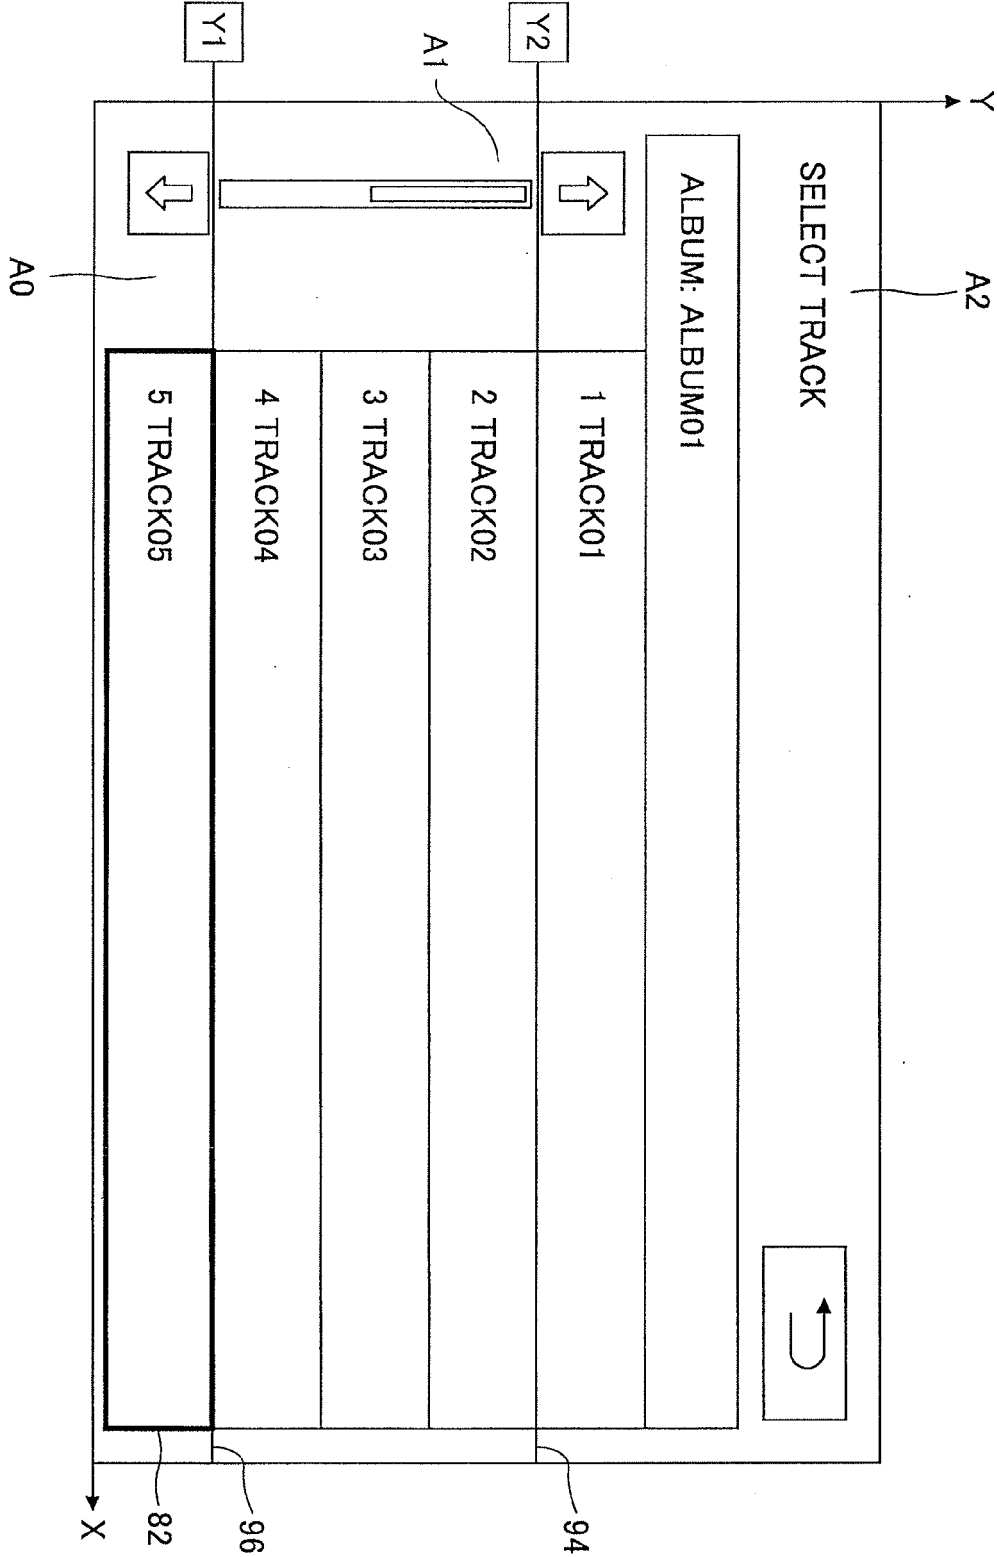 Y
A2
SELECT TRACK
ALBUM: ALBUM01
1 TRACK01
Y2
94
2 TRACK02
A1
3 TRACK03
4 TRACK04
Y1
96
5 TRACK05
82
A0
X